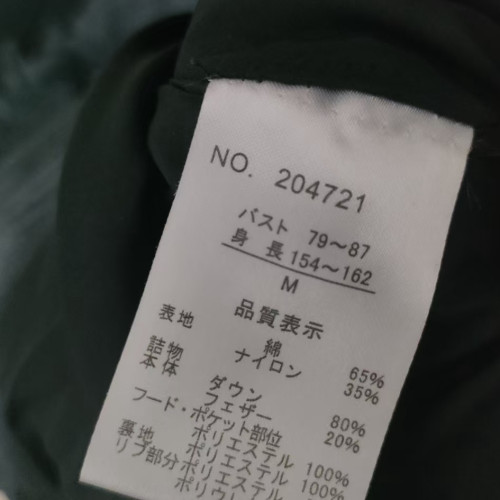 NO. 204721
バスト 79～87
身長 154～162
M
品質表示
表地 綿 65%
ナイロン 35%
詰物
本体 ダウン 80%
フェザー 20%
フード・ポケット部位
ポリエステル 100%
裏地 ポリエステル 100%
リブ部分 ポリエステル